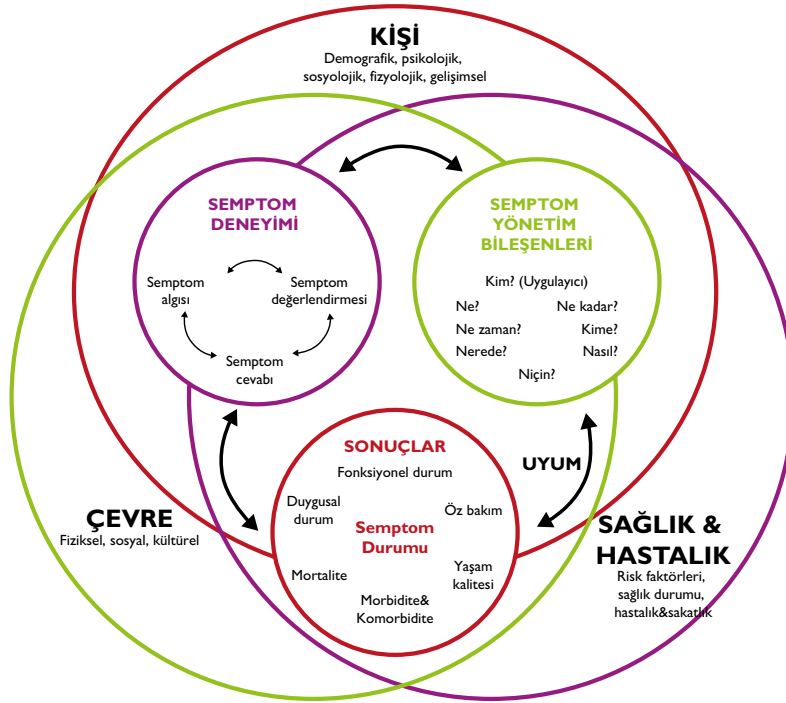 KİŞİ
Demografik, psikolojik,
sosyolojik, fizyolojik, gelişimsel
SEMPTOM
DENEYİMİ
Semptom
algısı
Semptom
değerlendirmesi
Semptom
cevabı
SEMPTOM
YÖNETİM
BİLEŞENLERİ
Kim? (Uygulayıcı)
Ne?
Ne kadar?
Ne zaman?
Kime?
Nerede?
Nasıl?
Niçin?
SONUÇLAR
Fonksiyonel durum
Duygusal
durum
Öz bakım
Semptom
Durumu
Mortalite
Yaşam
kalitesi
Morbidite&
Komorbidite
UYUM
ÇEVRE
Fiziksel, sosyal, kültürel
SAĞLIK &
HASTALIK
Risk faktörleri,
sağlık durumu,
hastalık&sakatlık